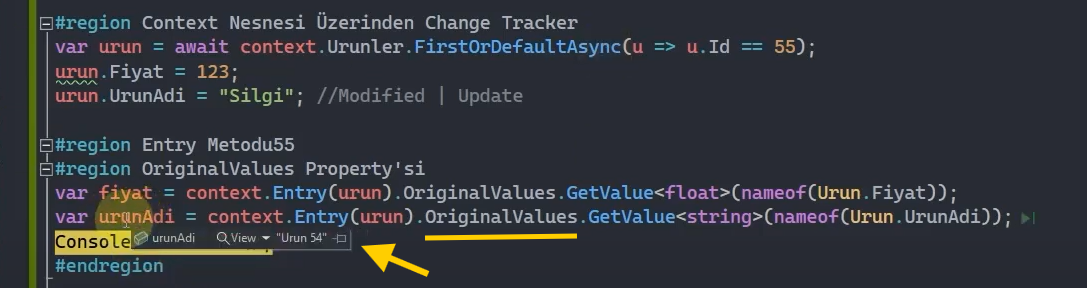 #region Context Nesnesi Üzerinden Change Tracker
var urun = await context.Urunler.FirstOrDefaultAsync(u => u.Id == 55);
urun.Fiyat = 123;
urun.UrunAdi = "Silgi"; //Modified | Update
#region Entry Metodu55
#region OriginalValues Property'si
var fiyat = context.Entry(urun).OriginalValues.GetValue<float>(nameof(Urun.Fiyat));
var urunAdi = context.Entry(urun).OriginalValues.GetValue<string>(nameof(Urun.UrunAdi));
Console
urunAdi View "Urun 54"
#endregion